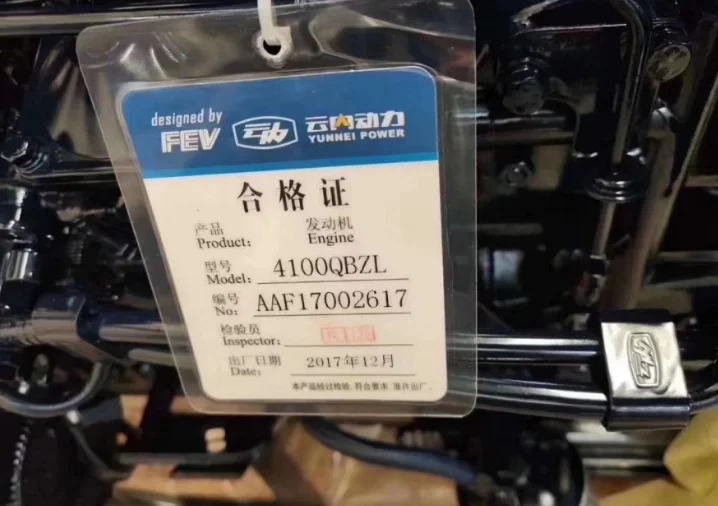 designed by
FEV
云内动力
YUNNEI POWER
合格证
产品
Product:
发动机
Engine
型号
Model: 4100QBZL
编号
No: AAF17002617
检验员
Inspector:
出厂日期
Date:
2017年12月
本产品经过检验,符合要求 准许出厂.